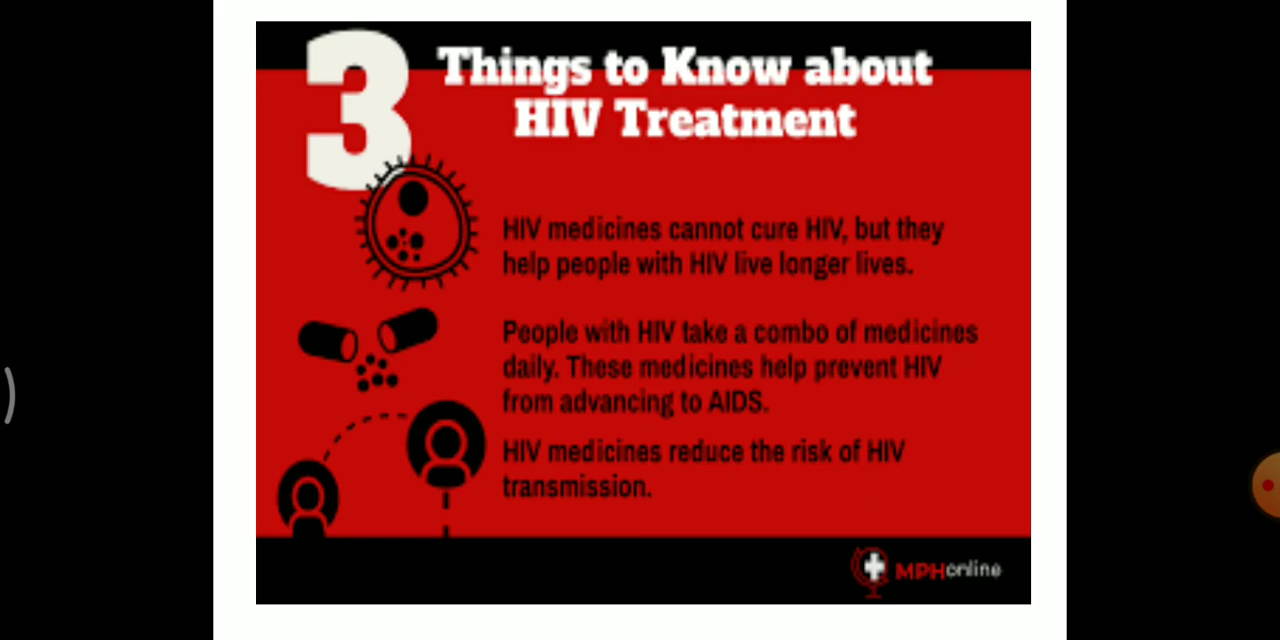 3 Things to Know about
HIV Treatment
HIV medicines cannot cure HIV, but they
help people with HIV live longer lives.
People with HIV take a combo of medicines
daily. These medicines help prevent HIV
from advancing to AIDS.
HIV medicines reduce the risk of HIV
transmission.
MPHonline